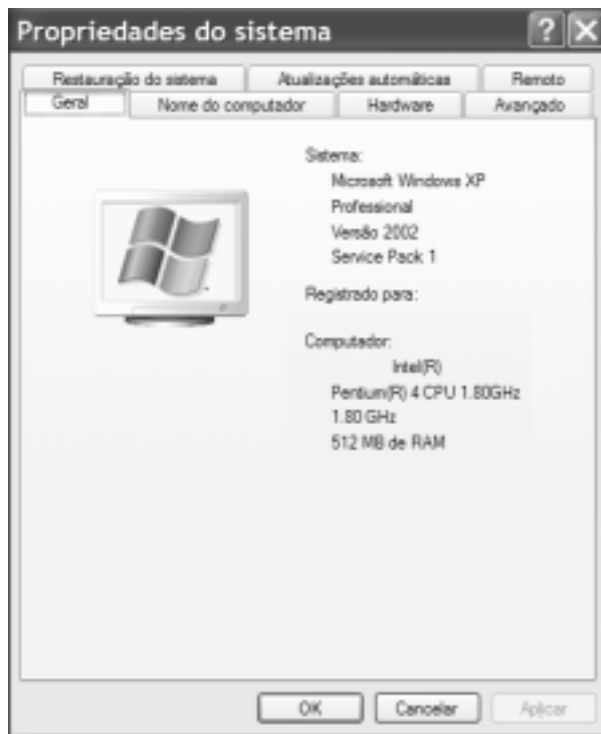 Propriedades do sistema
Restauração do sistema Atualizações automáticas Remoto
Geral Nome do computador Hardware Avançado
Sistema:
Microsoft Windows XP
Professional
Versão 2002
Service Pack 1
Registrado para:
Computador:
Intel(R)
Pentium(R) 4 CPU 1.80GHz
1.80 GHz
512 MB de RAM
OK Cancelar Aplicar